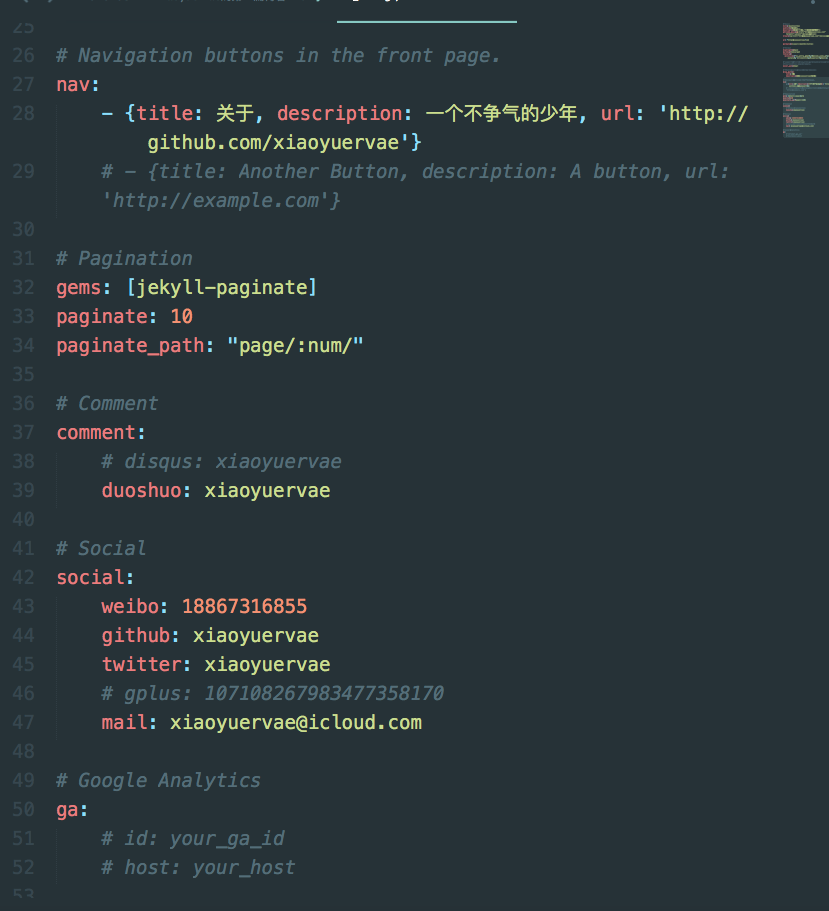 25
26 # Navigation buttons in the front page.
27 nav:
28 - {title: 关于, description: 一个不争气的少年, url: 'http://
github.com/xiaoyuervae'}
29 # - {title: Another Button, description: A button, url:
'http://example.com'}
30
31 # Pagination
32 gems: [jekyll-paginate]
33 paginate: 10
34 paginate_path: "page/:num/"
35
36 # Comment
37 comment:
38 # disqus: xiaoyuervae
39 duoshuo: xiaoyuervae
40
41 # Social
42 social:
43 weibo: 18867316855
44 github: xiaoyuervae
45 twitter: xiaoyuervae
46 # gplus: 107108267983477358170
47 mail: xiaoyuervae@icloud.com
48
49 # Google Analytics
50 ga:
51 # id: your_ga_id
52 # host: your_host
53